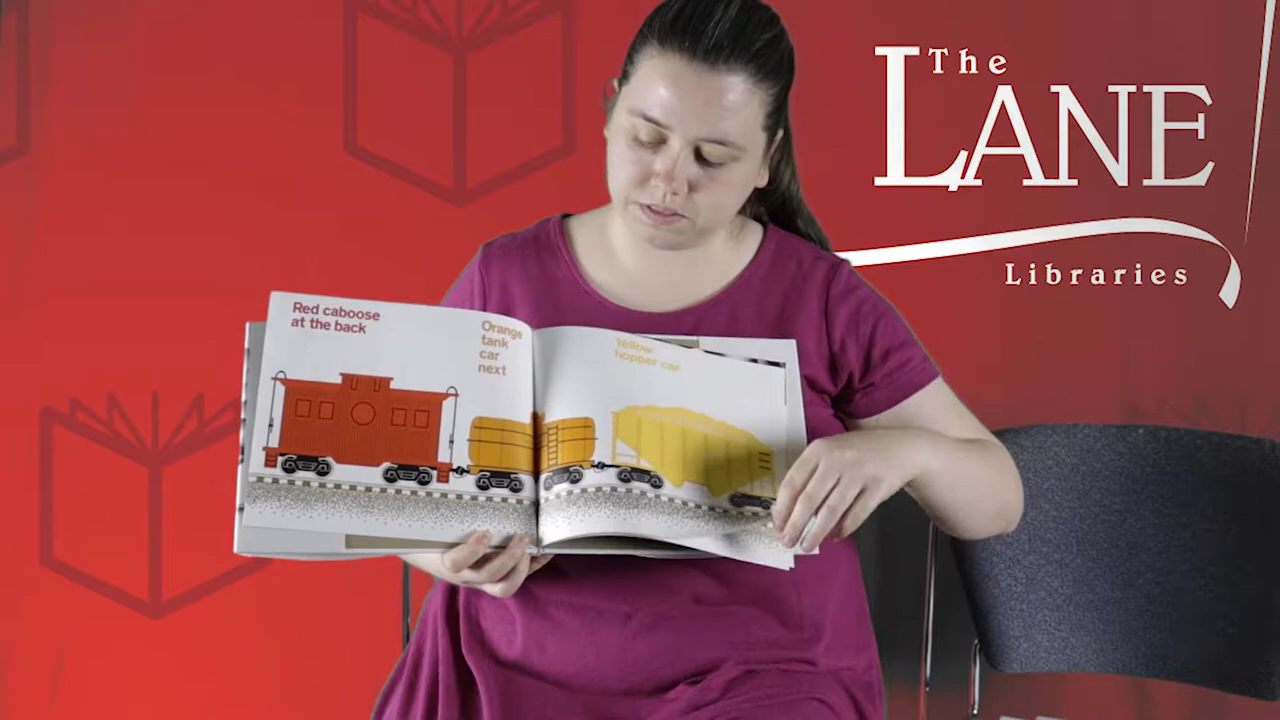 The
LANE
Libraries
Red caboose
at the back
Orange
tank
car
next
Yellow
hopper car